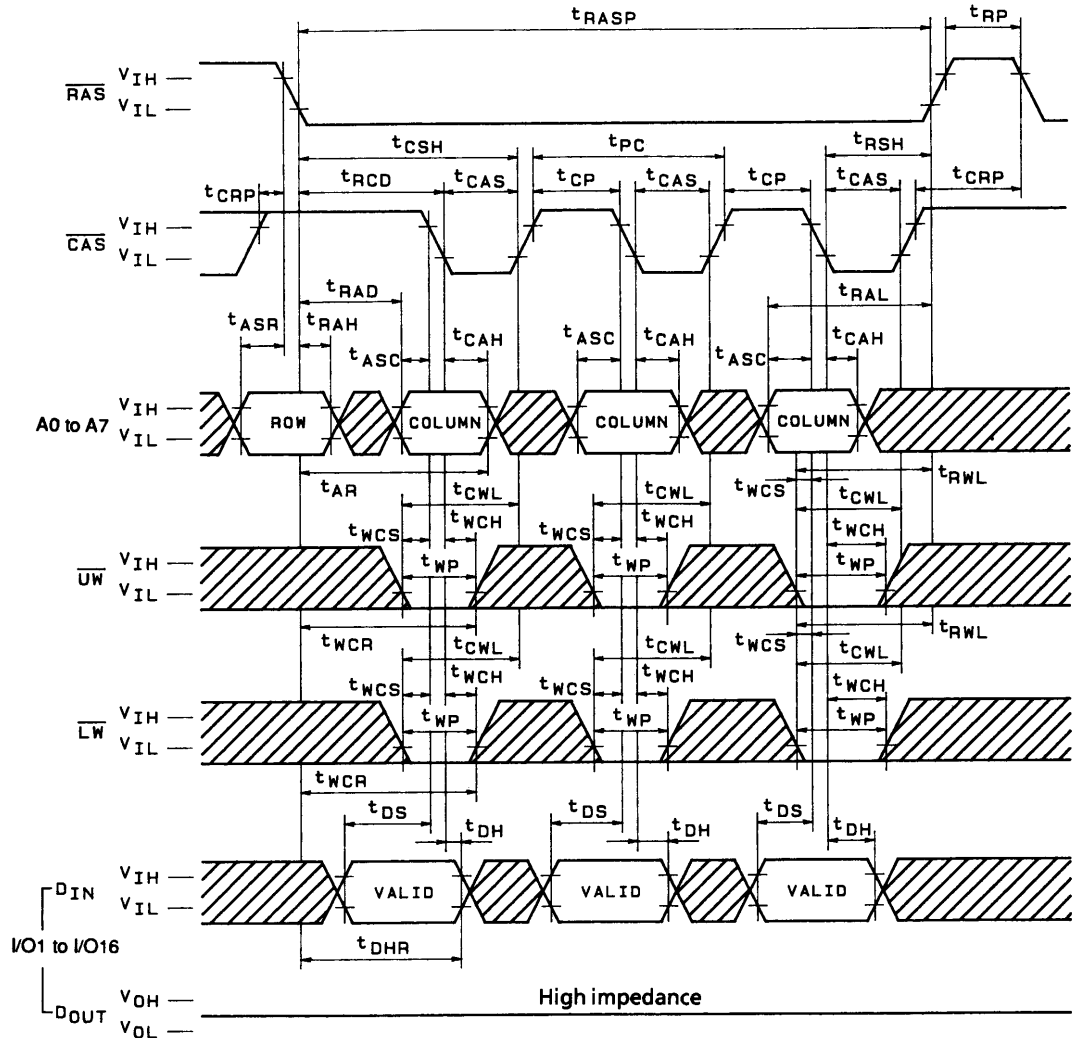 tRASP tRP
RAS VIH
VIL
tCSH tPC tRSH
tCRP tRCD tCAS tCP tCAS tCP tCAS tCRP
CAS VIH
VIL
tRAD tRAL
tASR tRAH tCAH tASC tCAH tCAH
tASC tASC
A0 to A7 VIH
VIL
ROW COLUMN COLUMN COLUMN
tAR tCWL tCWL tWCS tRWL
tCWL
tWCS tWCH tWCS tWCH tWCH
UW VIH
VIL
tWP tWP tWP
tWCR tCWL tCWL tWCS tRWL
tCWL
tWCS tWCH tWCS tWCH tWCH
LW VIH
VIL
tWP tWP tWP
tWCR
tDS tDH tDS tDH tDS tDH
DIN VIH
VIL
VALID VALID VALID
I/O1 to I/O16
tDHR
DOUT VOH
VOL
High impedance